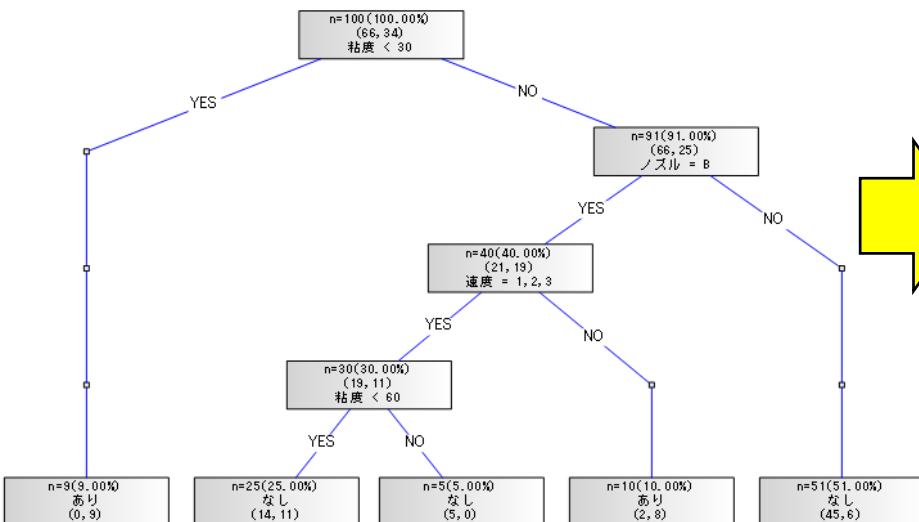 n=100(100.00%)
(66,34)
粘度 < 30
YES
NO
n=91(91.00%)
(66,25)
ノズル = B
YES
NO
n=40(40.00%)
(21,19)
速度 = 1,2,3
YES
NO
n=30(30.00%)
(19,11)
粘度 < 60
YES
NO
n=9(9.00%)
あり
(0,9)
n=25(25.00%)
なし
(14,11)
n=5(5.00%)
なし
(5,0)
n=10(10.00%)
あり
(2,8)
n=51(51.00%)
なし
(45,6)